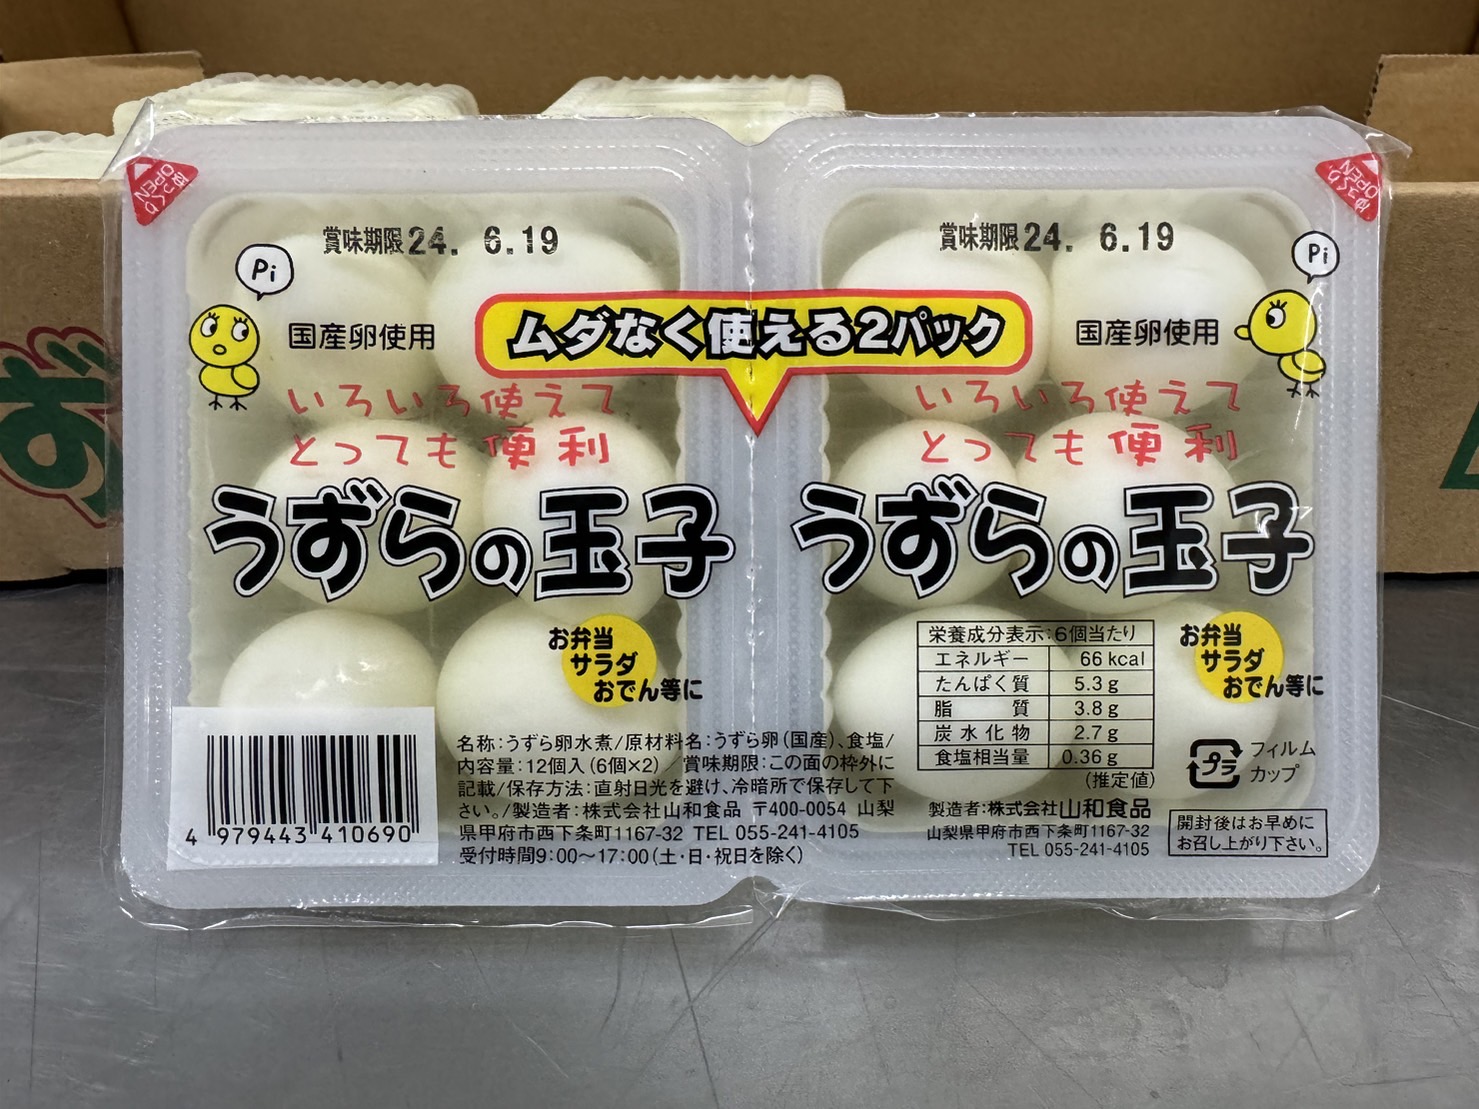 ゆっくり
OPEN
賞味期限24. 6.19
Pi
国産卵使用
ムダなく使える2パック
いろいろ使えて
とっても便利
うずらの玉子
お弁当
サラダ
おでん等に
4 979443 410690
名称:うずら卵水煮/原材料名:うずら卵(国産)、食塩/
内容量:12個入(6個×2)/賞味期限:この面の枠外に
記載/保存方法:直射日光を避け、冷暗所で保存して下
さい。/製造者:株式会社山和食品 〒400-0054 山梨
県甲府市西下条町1167-32 TEL 055-241-4105
受付時間9:00~17:00(土・日・祝日を除く)
ゆっくり
OPEN
賞味期限24. 6.19
Pi
国産卵使用
いろいろ使えて
とっても便利
うずらの玉子
栄養成分表示:6個当たり
エネルギー 66kcal
たんぱく質 5.3g
脂質 3.8g
炭水化物 2.7g
食塩相当量 0.36g
(推定値)
お弁当
サラダ
おでん等に
プラ
フィルム
カップ
製造者:株式会社山和食品
山梨県甲府市西下条町1167-32
TEL 055-241-4105
開封後はお早めに
お召し上がり下さい。
ず